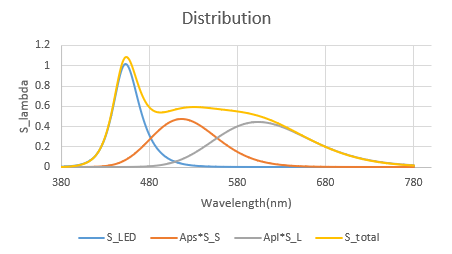 Distribution
1.2
1
0.8
0.6
0.4
0.2
0
S_lambda
380 480 580 680 780
Wavelength(nm)
S_LED Aps*S_S Apl*S_L S_total